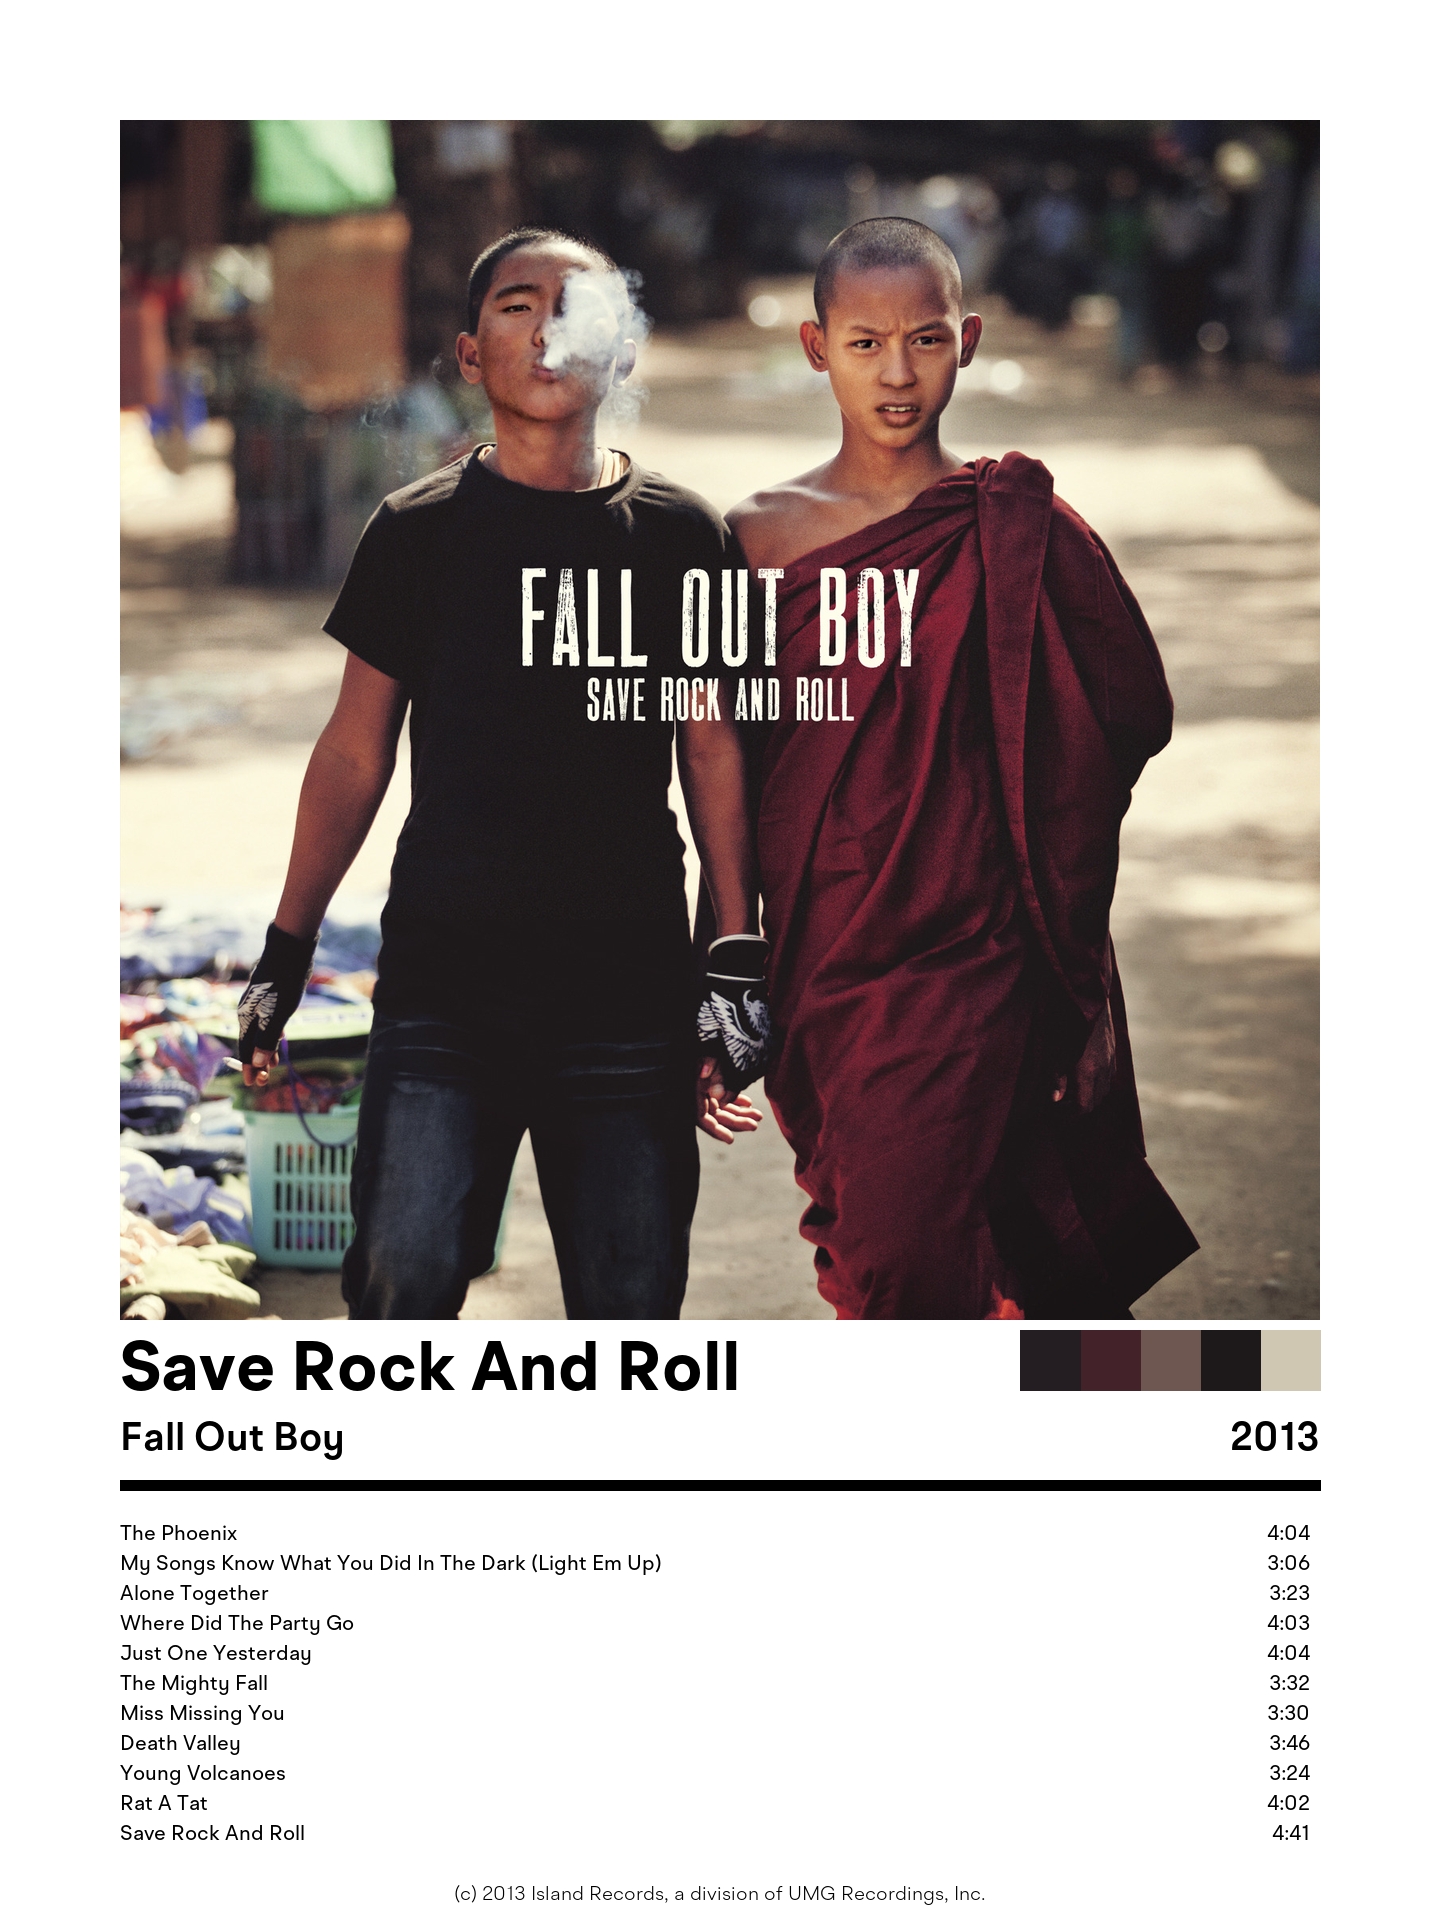 FALL OUT BOY
SAVE ROCK AND ROLL
Save Rock And Roll
Fall Out Boy 2013
The Phoenix 4:04
My Songs Know What You Did In The Dark (Light Em Up) 3:06
Alone Together 3:23
Where Did The Party Go 4:03
Just One Yesterday 4:04
The Mighty Fall 3:32
Miss Missing You 3:30
Death Valley 3:46
Young Volcanoes 3:24
Rat A Tat 4:02
Save Rock And Roll 4:41
(c) 2013 Island Records, a division of UMG Recordings, Inc.